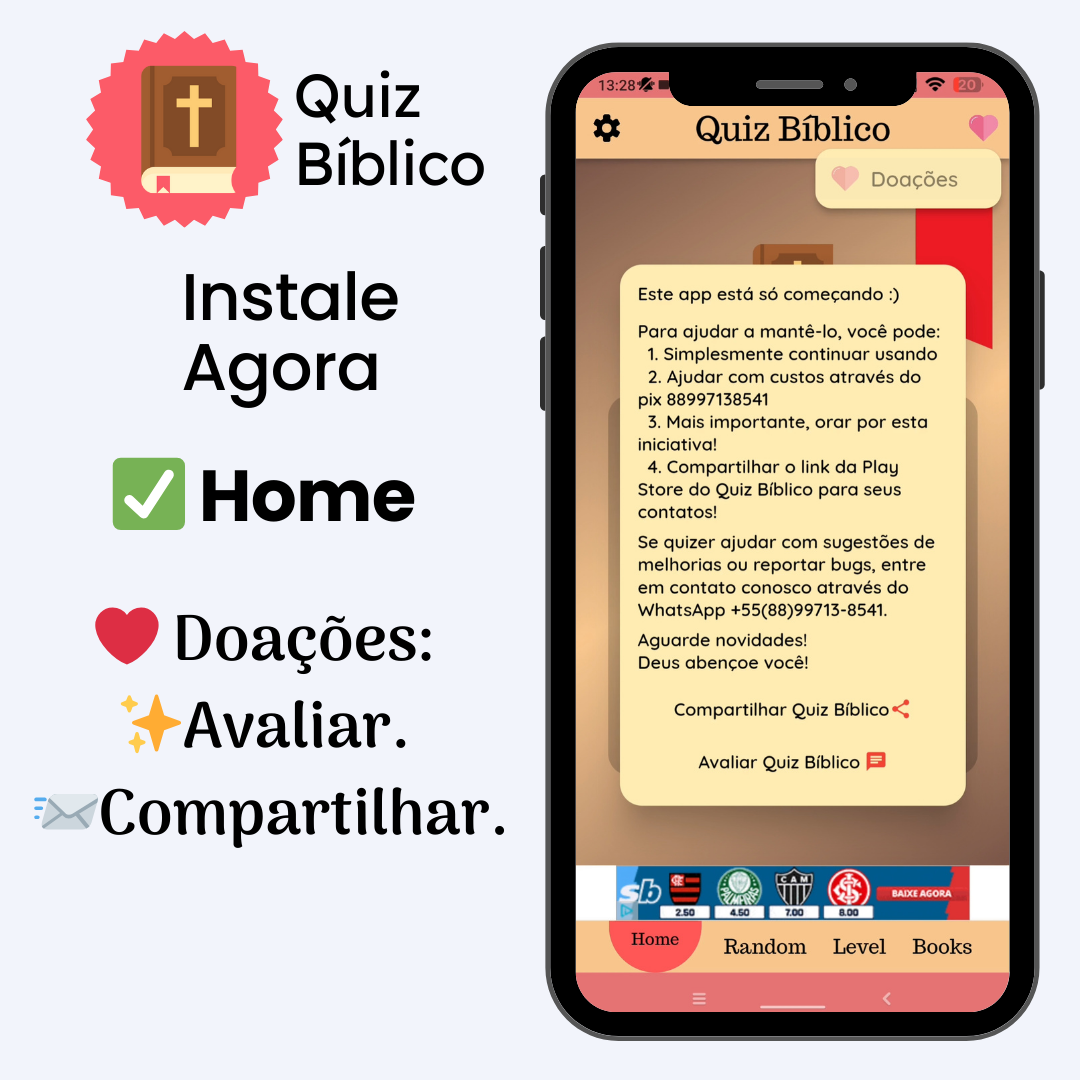 Quiz
Bíblico
Instale
Agora
✅ Home
❤️ Doações:
✨Avaliar.
📨Compartilhar.
13:28
20
Quiz Bíblico
Doações
Este app está só começando :)
Para ajudar a mantê-lo, você pode:
1. Simplesmente continuar usando
2. Ajudar com custos através do
pix 88997138541
3. Mais importante, orar por esta
iniciativa!
4. Compartilhar o link da Play
Store do Quiz Bíblico para seus
contatos!
Se quizer ajudar com sugestões de
melhorias ou reportar bugs, entre
em contato conosco através do
WhatsApp +55(88)99713-8541.
Aguarde novidades!
Deus abençoe você!
Compartilhar Quiz Bíblico
Avaliar Quiz Bíblico
sb
PALMEIRAS
CAM
BAIXE AGORA
2.50 4.50 7.00 8.00
Home Random Level Books